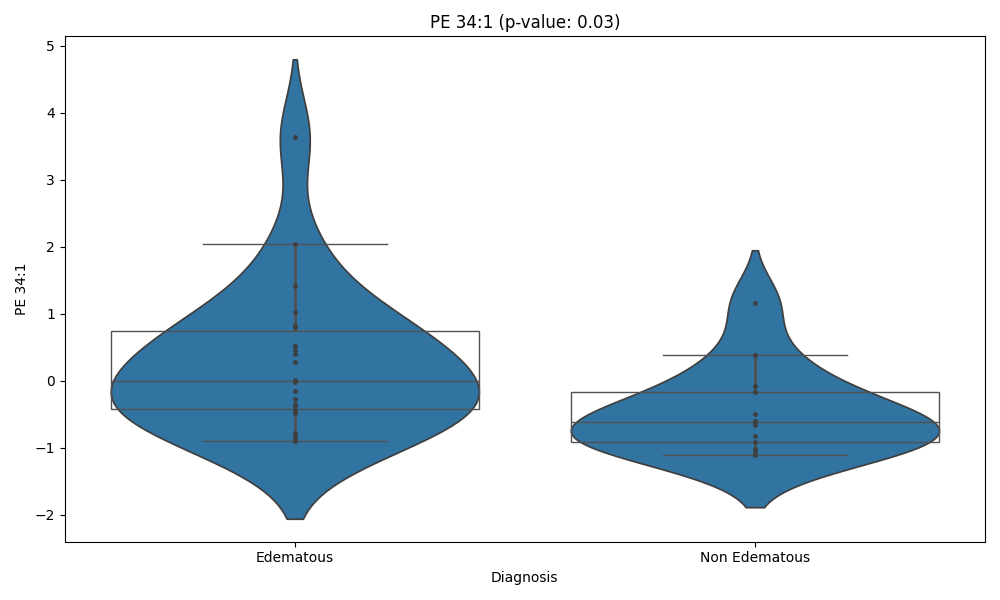 PE 34:1 (p-value: 0.03)
5
4
3
2
1
0
−1
−2
PE 34:1
Edematous
Non Edematous
Diagnosis